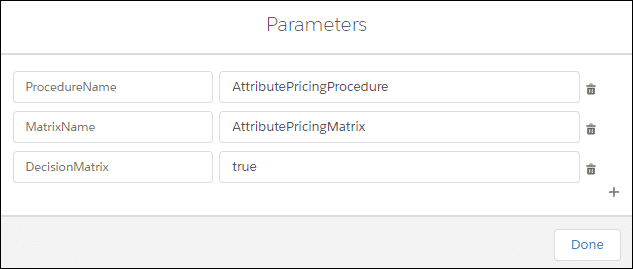 Parameters
ProcedureName AttributePricingProcedure
MatrixName AttributePricingMatrix
DecisionMatrix true
Done